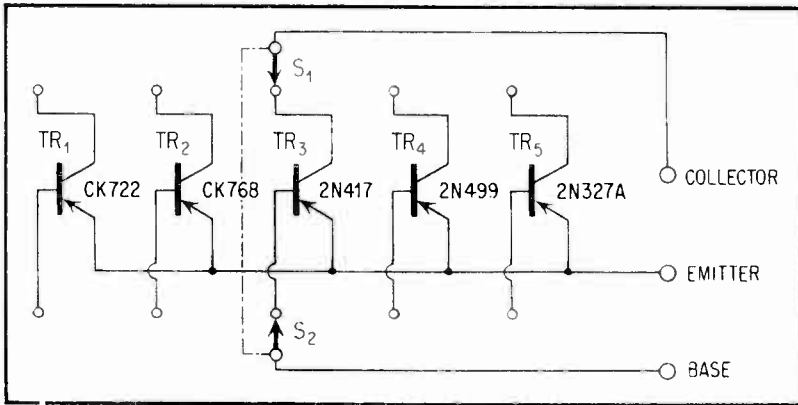 S₁
TR₁ TR₂ TR₃ TR₄ TR₅
CK722 CK768 2N417 2N499 2N327A
COLLECTOR
EMITTER
S₂
BASE